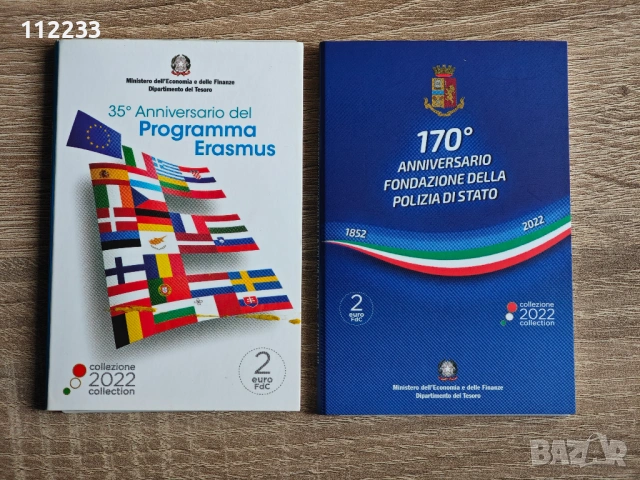 112233
Ministero dell'Economia e delle Finanze
Dipartimento del Tesoro
35° Anniversario del
Programma
Erasmus
collezione
2022
collection
2
euro
FdC
170°
ANNIVERSARIO
FONDAZIONE DELLA
POLIZIA DI STATO
1852
2022
2
euro
FdC
collezione
2022
collection
Ministero dell'Economia e delle Finanze
Dipartimento del Tesoro
BAZAR